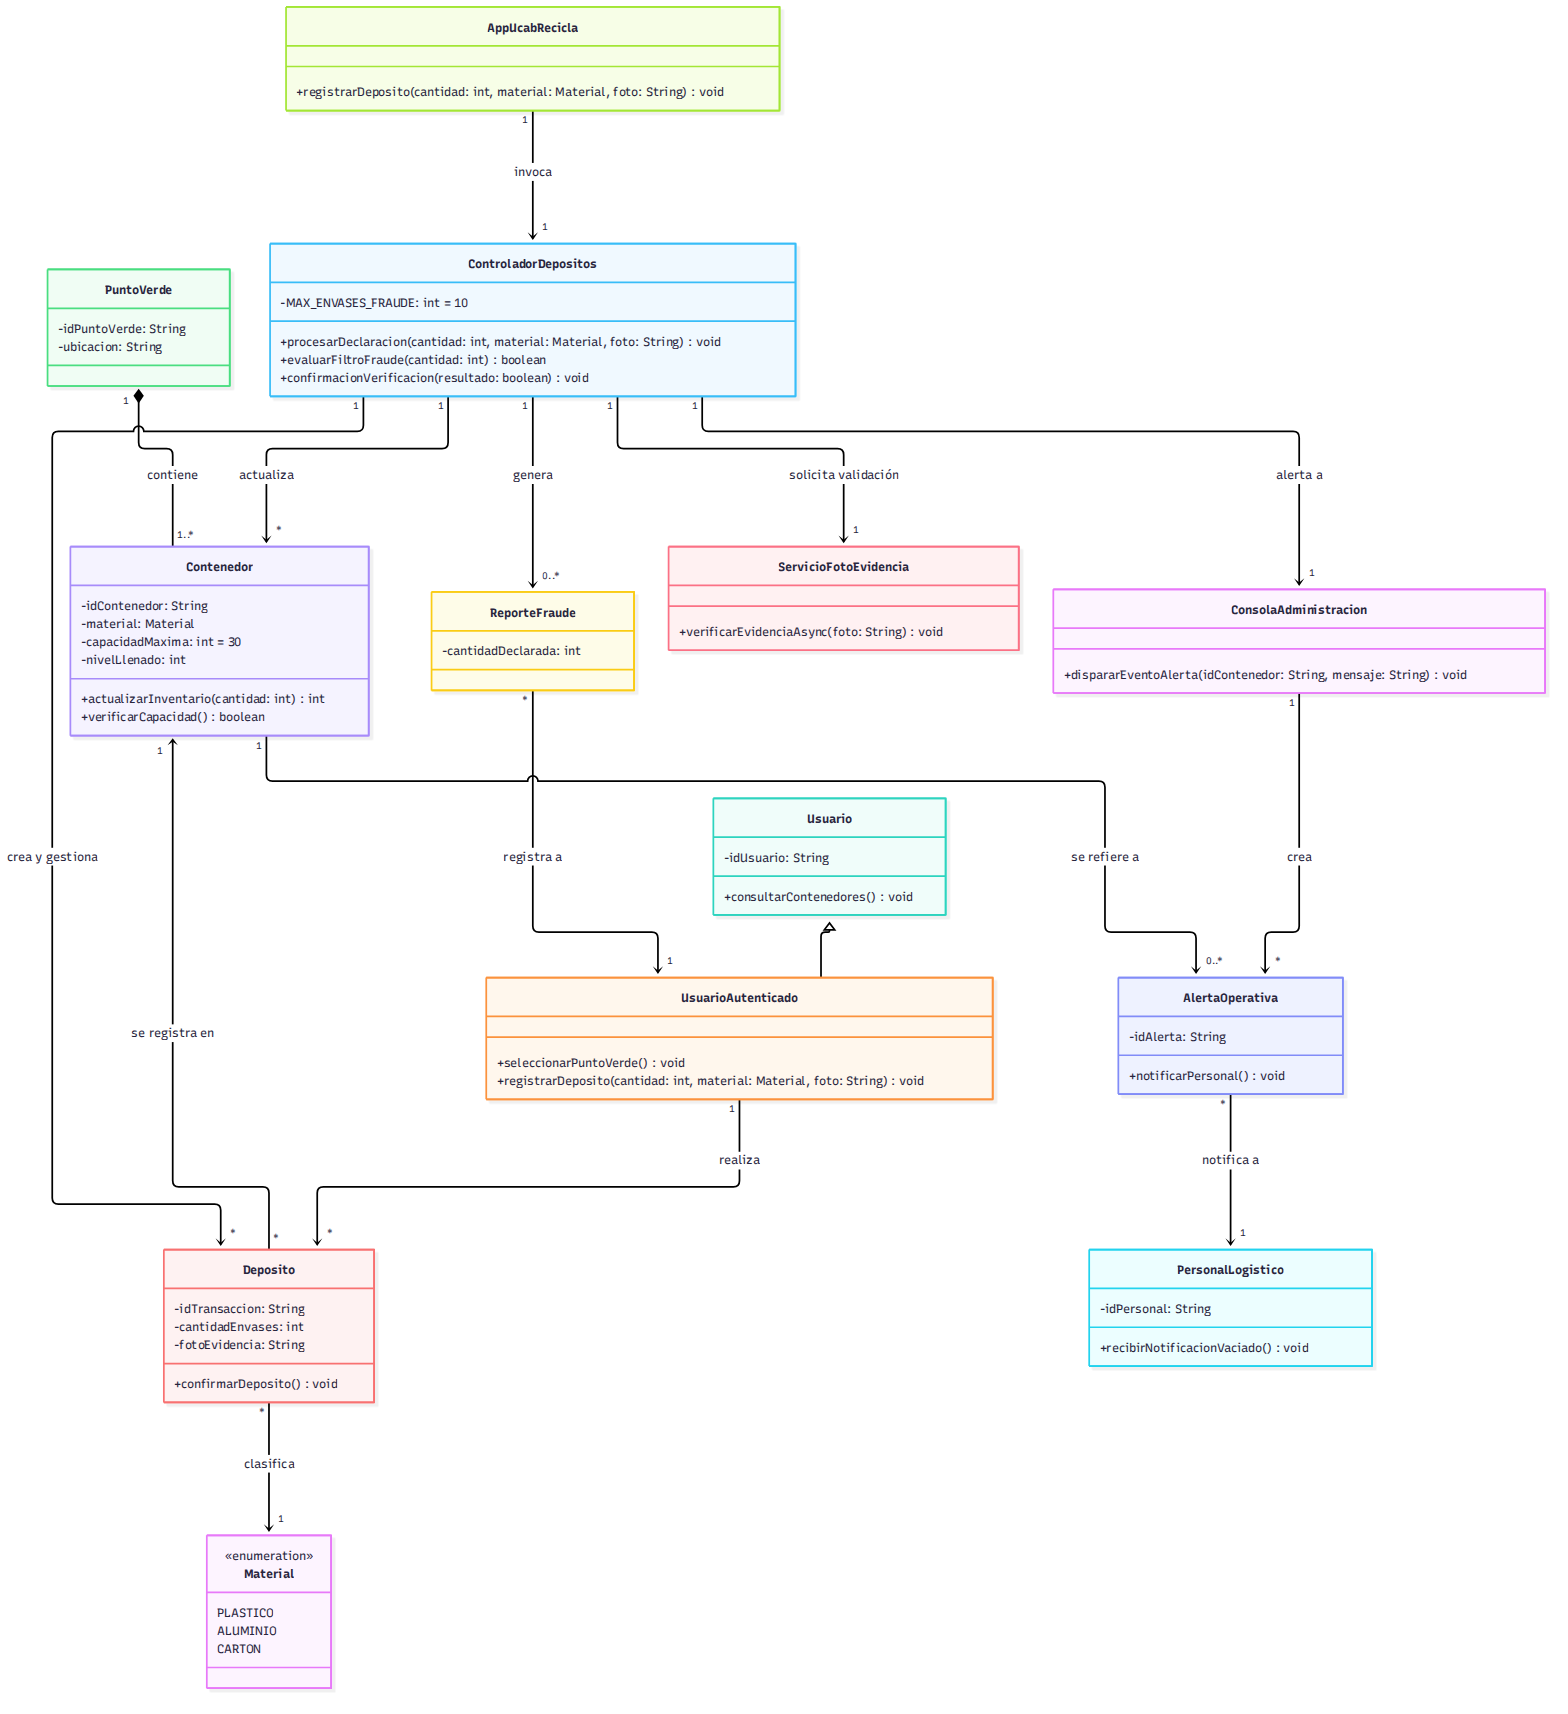 AppUcabRecicla
+registrarDeposito(cantidad: int, material: Material, foto: String) : void
1
invoca
1
ControladorDepositos
-MAX_ENVASES_FRAUDE: int = 10
+procesarDeclaracion(cantidad: int, material: Material, foto: String) : void
+evaluarFiltroFraude(cantidad: int) : boolean
+confirmacionVerificacion(resultado: boolean) : void
PuntoVerde
-idPuntoVerde: String
-ubicacion: String
1
1
1
1
1
1
contiene
actualiza
genera
solicita validación
alerta a
1..*
*
0..*
1
1
Contenedor
-idContenedor: String
-material: Material
-capacidadMaxima: int = 30
-nivelLlenado: int
+actualizarInventario(cantidad: int) : int
+verificarCapacidad() : boolean
ReporteFraude
-cantidadDeclarada: int
ServicioFotoEvidencia
+verificarEvidenciaAsync(foto: String) : void
ConsolaAdministracion
+dispararEventoAlerta(idContenedor: String, mensaje: String) : void
1
1
*
1
Usuario
-idUsuario: String
+consultarContenedores() : void
crea y gestiona
registra a
se refiere a
crea
1
0..*
*
UsuarioAutenticado
+seleccionarPuntoVerde() : void
+registrarDeposito(cantidad: int, material: Material, foto: String) : void
AlertaOperativa
-idAlerta: String
+notificarPersonal() : void
se registra en
1
*
realiza
notifica a
*
*
*
1
Deposito
-idTransaccion: String
-cantidadEnvases: int
-fotoEvidencia: String
+confirmarDeposito() : void
PersonalLogistico
-idPersonal: String
+recibirNotificacionVaciado() : void
*
clasifica
1
«enumeration»
Material
PLASTICO
ALUMINIO
CARTON